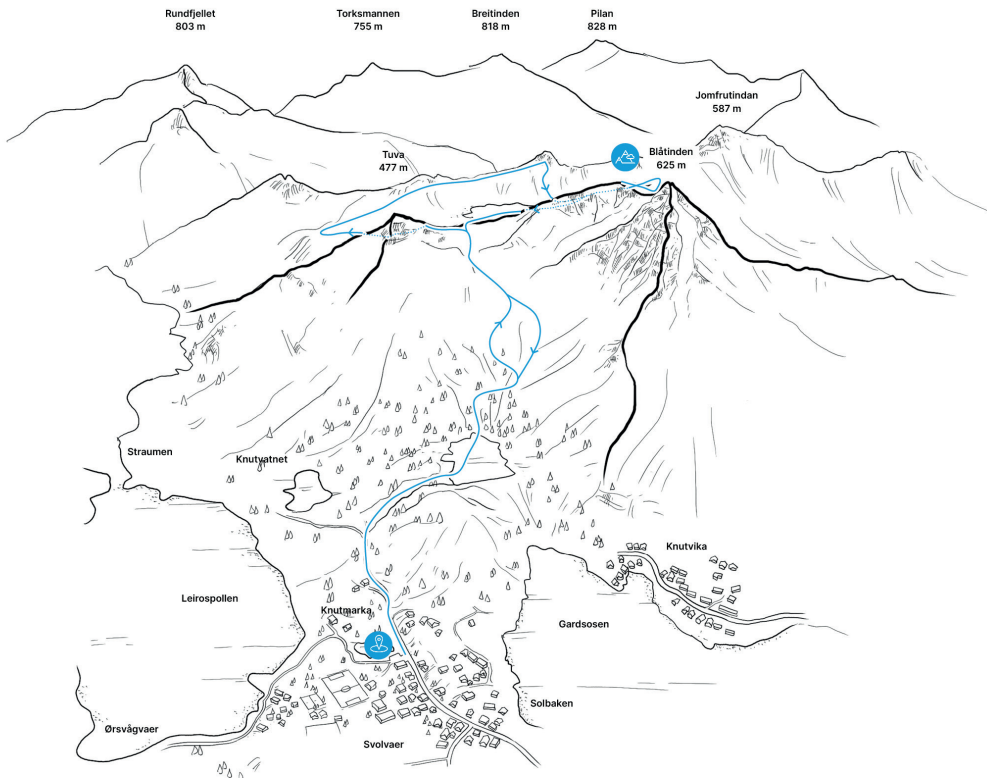 Rundfjellet
803 m
Torksmannen
755 m
Breitinden
818 m
Pilan
828 m
Jomfrutindan
587 m
Tuva
477 m
Blåtinden
625 m
Straumen
Knutvatnet
Knutvika
Leirospollen
Knutmarka
Gardsosen
Solbaken
Ørsvågvaer
Svolvaer